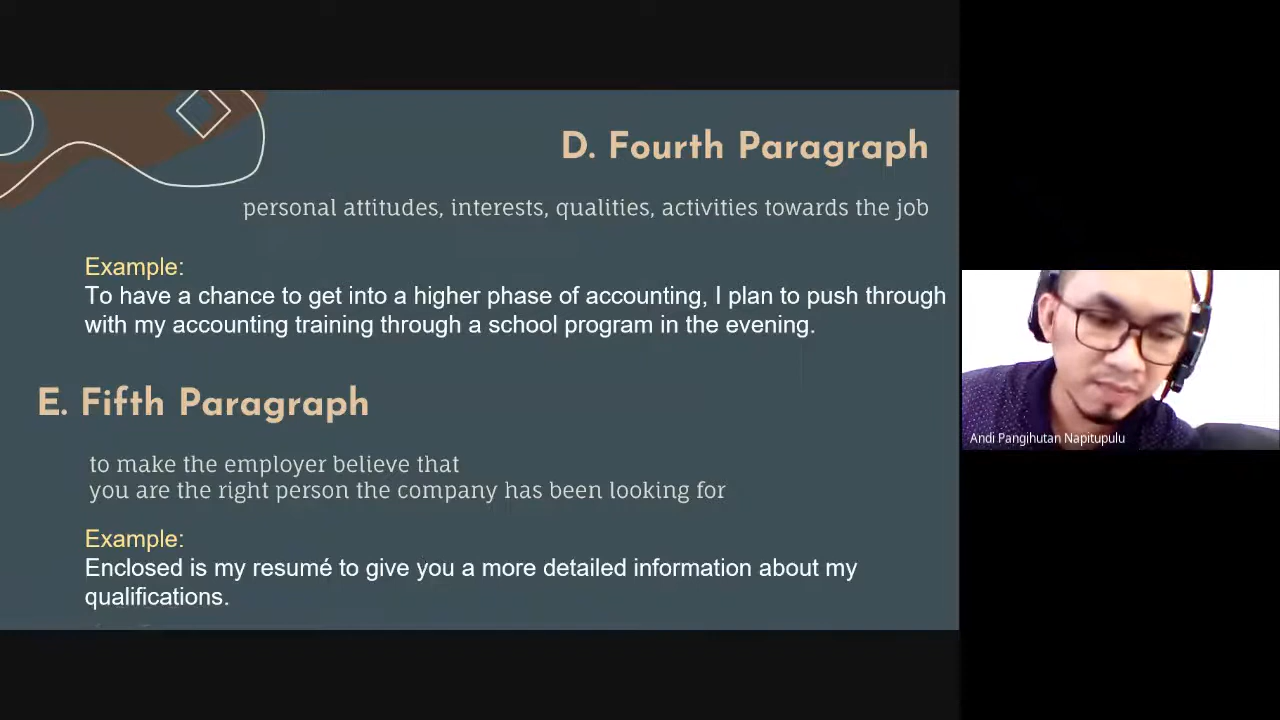 D. Fourth Paragraph
personal attitudes, interests, qualities, activities towards the job
Example:
To have a chance to get into a higher phase of accounting, I plan to push through
with my accounting training through a school program in the evening.
E. Fifth Paragraph
to make the employer believe that
you are the right person the company has been looking for
Example:
Enclosed is my resumé to give you a more detailed information about my
qualifications.
Andi Pangihutan Napitupulu